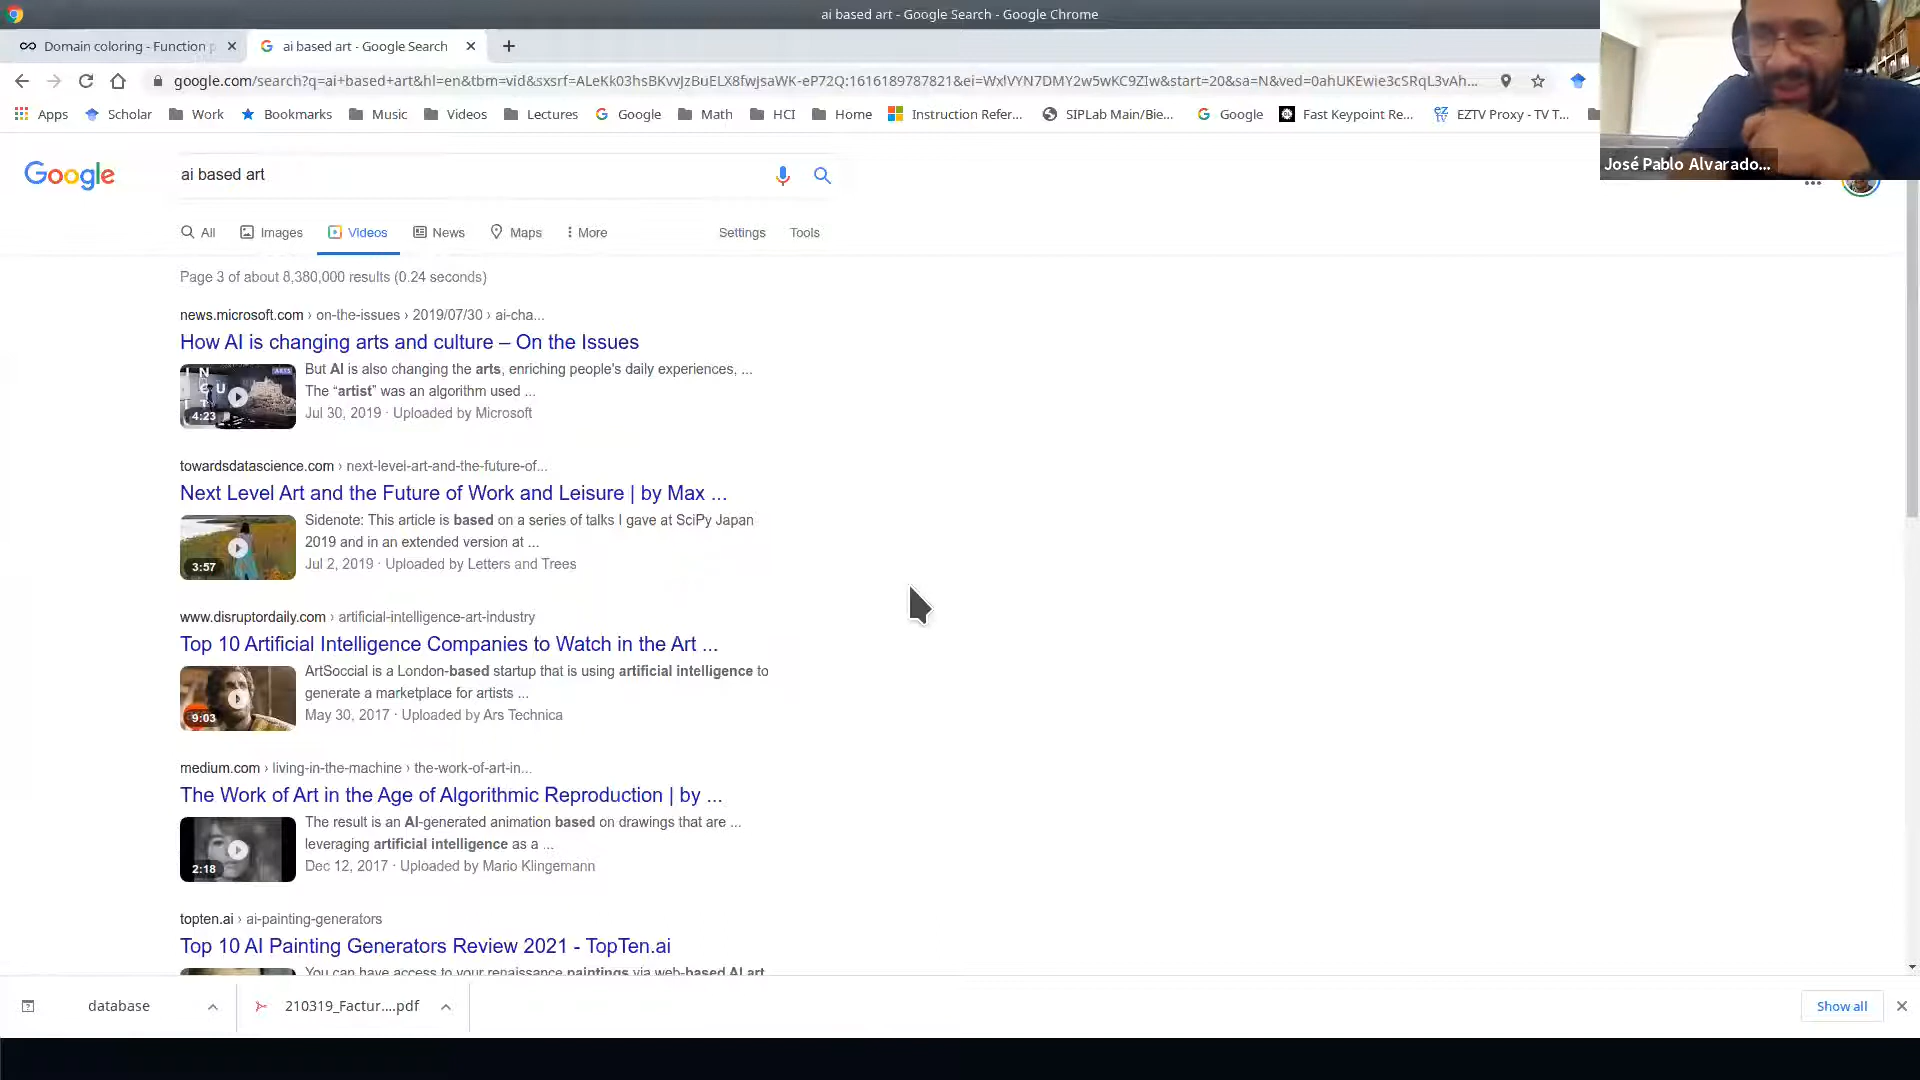 ai based art - Google Search - Google Chrome
Domain coloring - Function p
ai based art - Google Search
google.com/search?q=ai+based+art&hl=en&tbm=vid&sxsrf=ALeKk03hsBKvvJzBuELX8fwJsaWK-eP72Q:1616189787821&ei=WxlVYN7DMY2w5wKC9ZIw&start=20&sa=N&ved=0ahUKEwie3cSRqL3vAh...
Apps Scholar Work Bookmarks Music Videos Lectures Google Math HCI Home Instruction Refer... SIPLab Main/Bie... Google Fast Keypoint Re... EZTV Proxy - TV T...
José Pablo Alvarado...
Google
ai based art
All Images Videos News Maps More Settings Tools
Page 3 of about 8,380,000 results (0.24 seconds)
news.microsoft.com › on-the-issues › 2019/07/30 › ai-cha...
How AI is changing arts and culture – On the Issues
But AI is also changing the arts, enriching people's daily experiences, ...
The “artist” was an algorithm used ...
4:23
Jul 30, 2019 · Uploaded by Microsoft
towardsdatascience.com › next-level-art-and-the-future-of...
Next Level Art and the Future of Work and Leisure | by Max ...
Sidenote: This article is based on a series of talks I gave at SciPy Japan
2019 and in an extended version at ...
3:57
Jul 2, 2019 · Uploaded by Letters and Trees
www.disruptordaily.com › artificial-intelligence-art-industry
Top 10 Artificial Intelligence Companies to Watch in the Art ...
ArtSoccial is a London-based startup that is using artificial intelligence to
generate a marketplace for artists ...
9:03
May 30, 2017 · Uploaded by Ars Technica
medium.com › living-in-the-machine › the-work-of-art-in...
The Work of Art in the Age of Algorithmic Reproduction | by ...
The result is an AI-generated animation based on drawings that are ...
leveraging artificial intelligence as a ...
2:18
Dec 12, 2017 · Uploaded by Mario Klingemann
topten.ai › ai-painting-generators
Top 10 AI Painting Generators Review 2021 - TopTen.ai
You can have access to your renaissance paintings via web-based AI art
database
210319_Factur....pdf
Show all